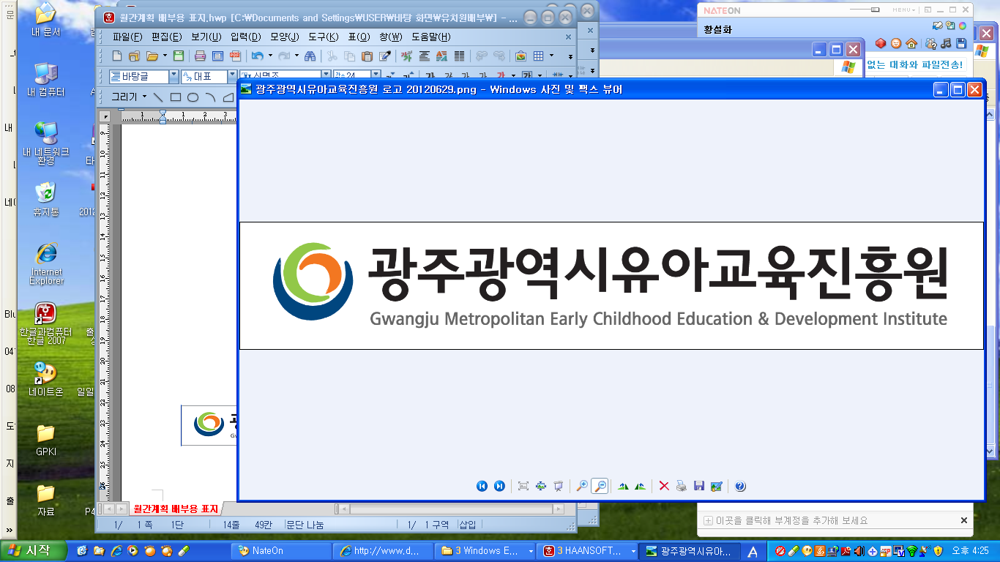 월간계획 배부용 표지.hwp [C:\Documents and Settings\USER\바탕 화면\유치원배부\] - ...
파일(F) 편집(E) 보기(U) 입력(D) 모양(J) 도구(K) 표(Q) 창(W) 도움말(H)
바탕글 대표 신명조 24
그리기
NATEON
MENU
황설화
없는 대화와 파일전송!
내 문서
내 컴퓨터
내 네트워크 환경
휴지통
2012
Internet Explorer
한글과컴퓨터 한글 2007
네이트온
일일
GPKI
자료
P4
광주광역시유아교육진흥원 로고 20120629.png - Windows 사진 및 팩스 뷰어
광주광역시유아교육진흥원
Gwangju Metropolitan Early Childhood Education & Development Institute
월간계획 배부용 표지
1/ 1 쪽 1단 14줄 49칸 문단 나눔 1/ 1 구역 삽입
이곳을 클릭해 부계정을 추가해 보세요
시작
NateOn
http://www.d...
3 Windows E...
3 HAANSOFT...
광주광역시유아...
A
오후 4:25